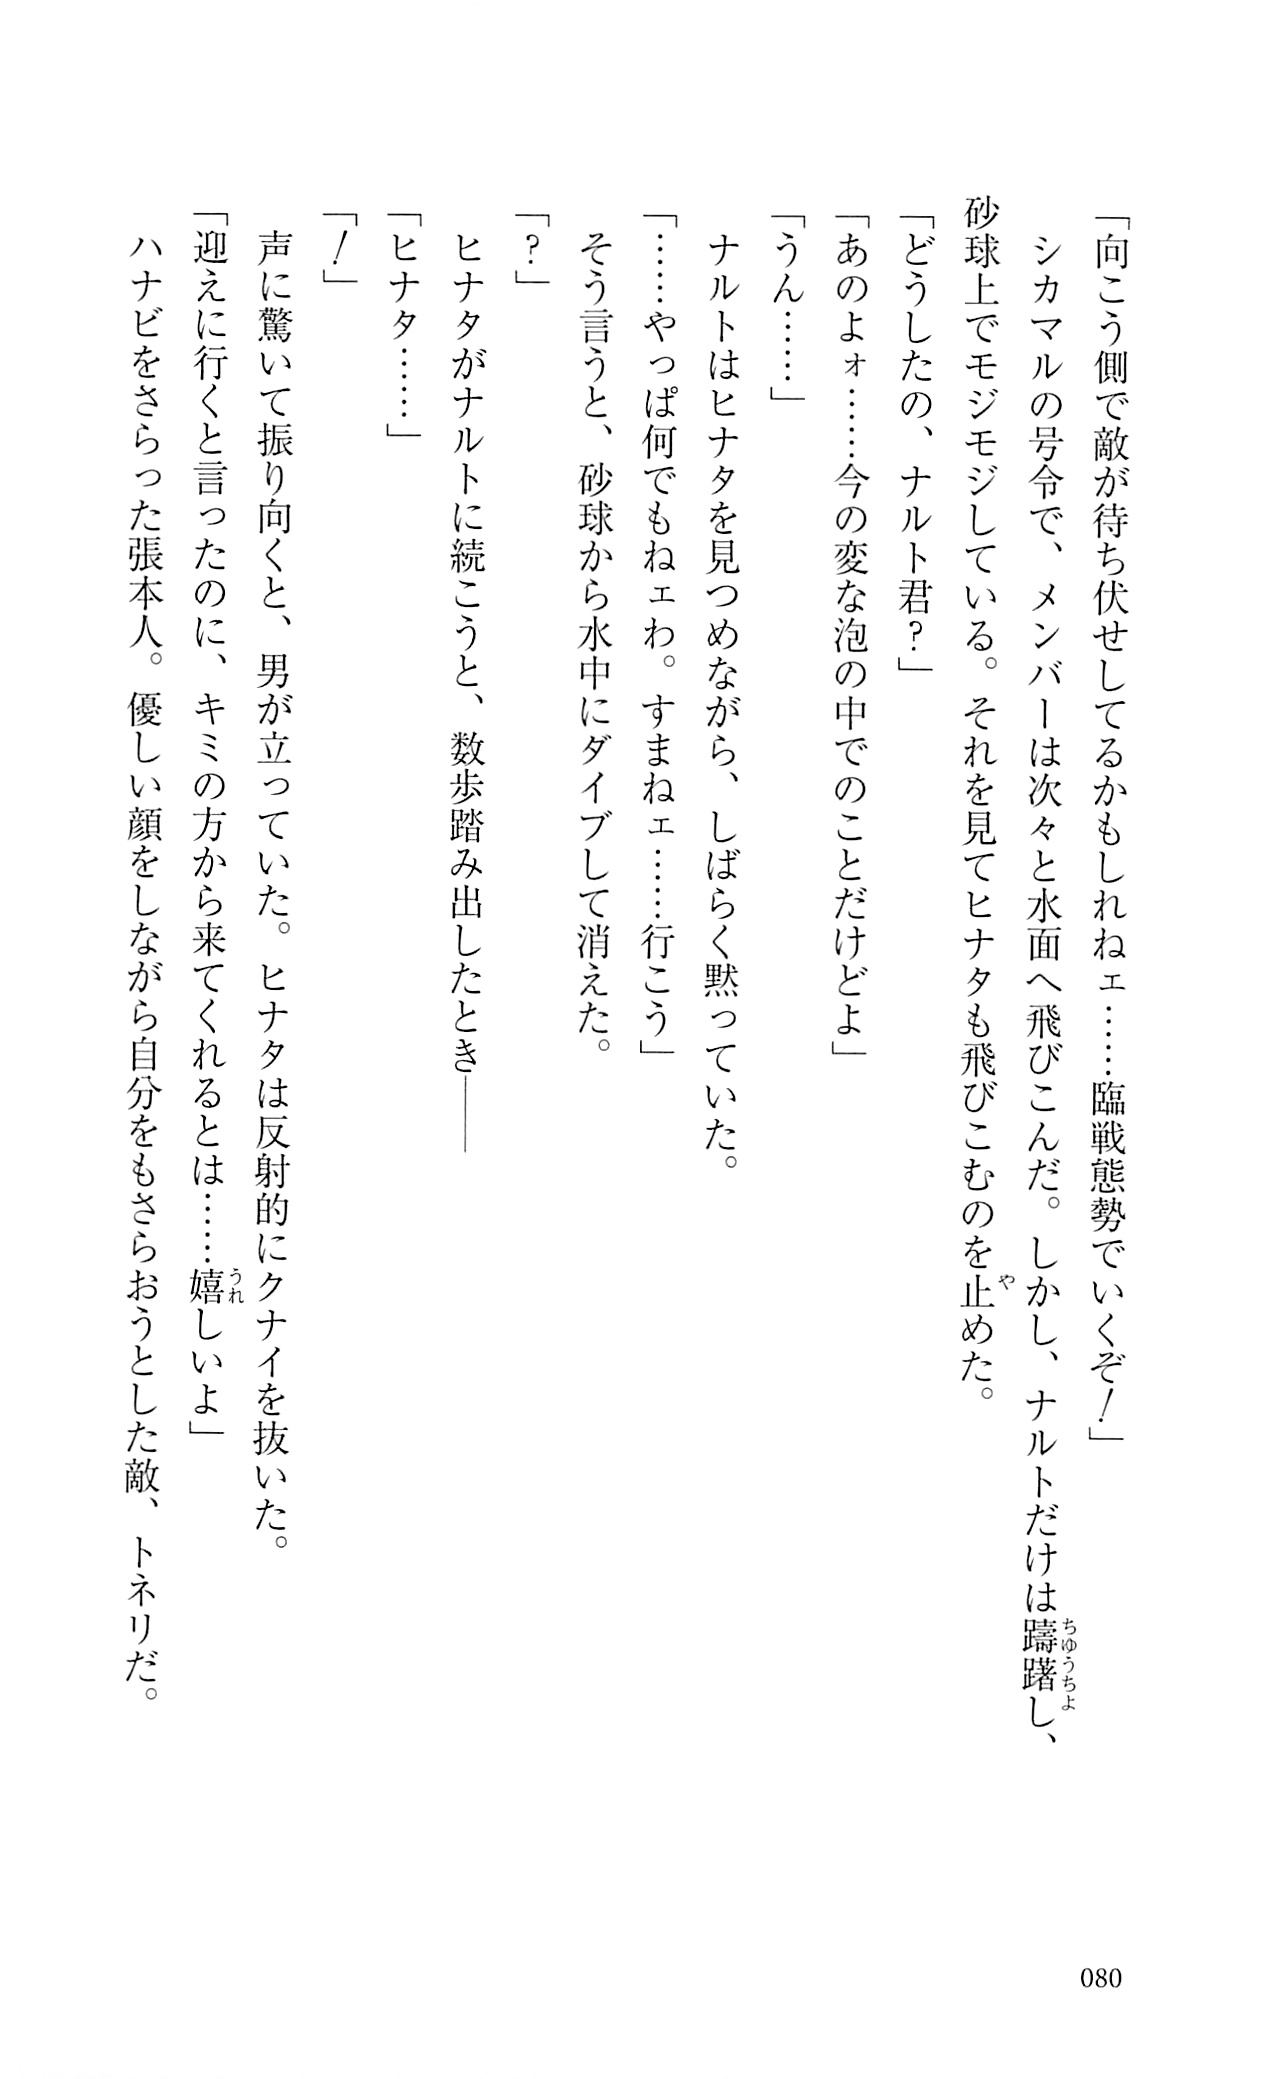 「向こう側で敵が待ち伏せしてるかもしれねェ……臨戦態勢でいくぞ！」
シカマルの号令で、メンバーは次々と水面へ飛びこんだ。しかし、ナルトだけは躊躇し、
砂球上でモジモジしている。それを見てヒナタも飛びこむのを止めた。
「どうしたの、ナルト君？」
「あのよォ……今の変な泡の中でのことだけどよ」
「うん……」
ナルトはヒナタを見つめながら、しばらく黙っていた。
「……やっぱ何でもねェわ。すまねェ……行こう」
そう言うと、砂球から水中にダイブして消えた。
「？」
ヒナタがナルトに続こうと、数歩踏み出したとき――
「ヒナタ……」
「！」
声に驚いて振り向くと、男が立っていた。ヒナタは反射的にクナイを抜いた。
「迎えに行くと言ったのに、キミの方から来てくれるとは……嬉しいよ」
ハナビをさらった張本人。優しい顔をしながら自分をもさらおうとした敵、トネリだ。
ちゆうちよ
や
うれ
080